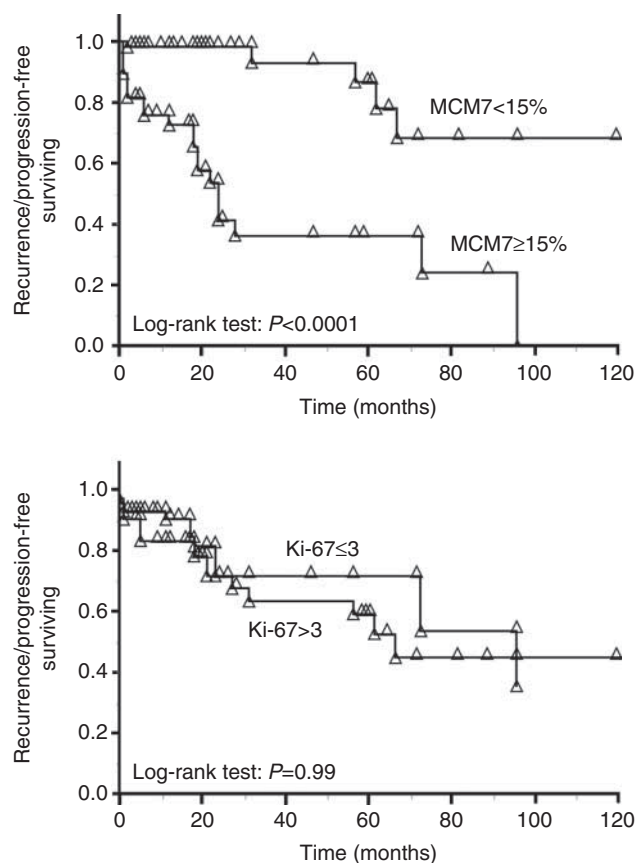 Recurrence/progression-free
surviving
1.0
0.8
0.6
0.4
0.2
0.0
MCM7<15%
MCM7≥15%
Log-rank test: P<0.0001
0 20 40 60 80 100 120
Time (months)
Recurrence/progression-free
surviving
1.0
0.8
0.6
0.4
0.2
0.0
Ki-67≤3
Ki-67>3
Log-rank test: P=0.99
0 20 40 60 80 100 120
Time (months)